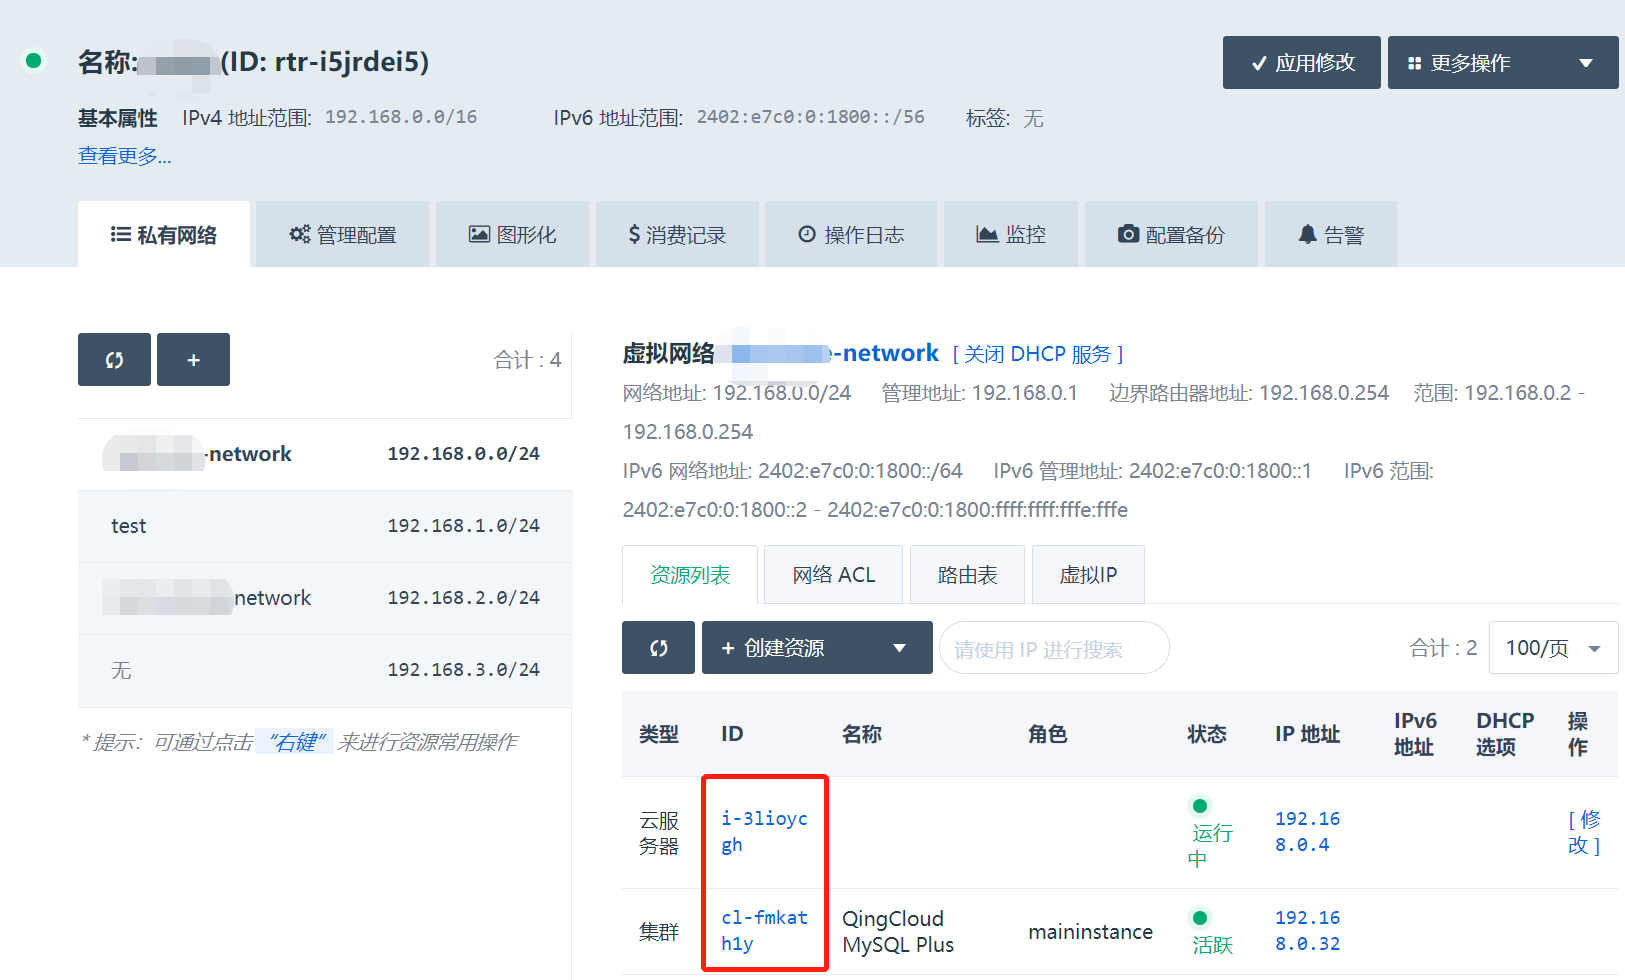 名称: (ID: rtr-i5jrdei5)
应用修改
更多操作
基本属性 IPv4 地址范围: 192.168.0.0/16 IPv6 地址范围: 2402:e7c0:0:1800::/56 标签: 无
查看更多...
私有网络 管理配置 图形化 消费记录 操作日志 监控 配置备份 告警
+ 合计 : 4
-network 192.168.0.0/24
test 192.168.1.0/24
network 192.168.2.0/24
无 192.168.3.0/24
* 提示：可通过点击 “右键” 来进行资源常用操作
虚拟网络 -network [ 关闭 DHCP 服务 ]
网络地址: 192.168.0.0/24 管理地址: 192.168.0.1 边界路由器地址: 192.168.0.254 范围: 192.168.0.2 -
192.168.0.254
IPv6 网络地址: 2402:e7c0:0:1800::/64 IPv6 管理地址: 2402:e7c0:0:1800::1 IPv6 范围:
2402:e7c0:0:1800::2 - 2402:e7c0:0:1800:ffff:ffff:fffe:fffe
资源列表 网络 ACL 路由表 虚拟IP
+ 创建资源 请使用 IP 进行搜索 合计 : 2 100/页
类型 ID 名称 角色 状态 IP 地址 IPv6
地址 DHCP
选项 操
作
云服
务器 i-3lioyc
gh 运行
中 192.16
8.0.4 [ 修
改 ]
集群 cl-fmkat
h1y QingCloud
MySQL Plus maininstance 活跃 192.16
8.0.32